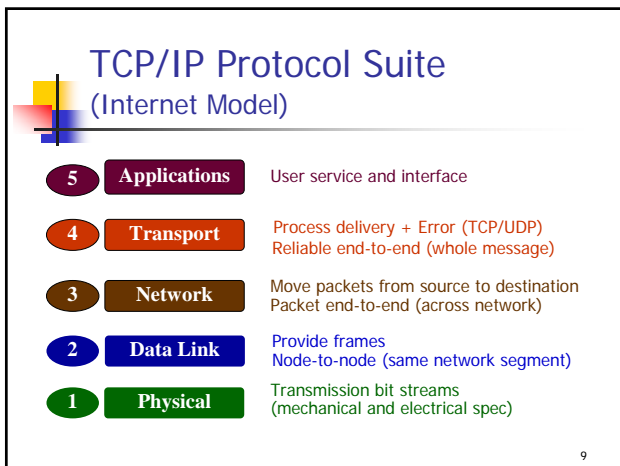 TCP/IP Protocol Suite
(Internet Model)
5 Applications User service and interface
4 Transport Process delivery + Error (TCP/UDP)
Reliable end-to-end (whole message)
3 Network Move packets from source to destination
Packet end-to-end (across network)
2 Data Link Provide frames
Node-to-node (same network segment)
1 Physical Transmission bit streams
(mechanical and electrical spec)
9